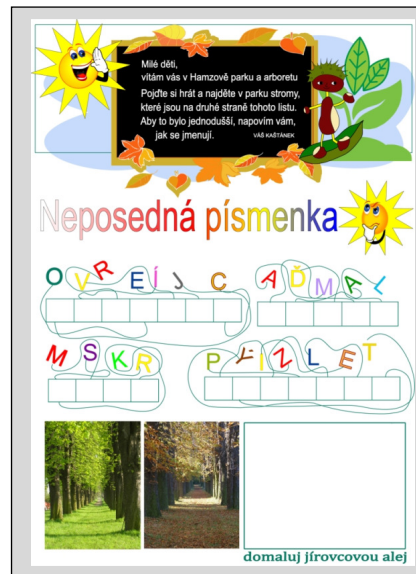 Milé děti,
vítám vás v Hamzově parku a arboretu
Pojďte si hrát a najděte v parku stromy,
které jsou na druhé straně tohoto listu.
Aby to bylo jednodušší, napovím vám,
jak se jmenují. VÁŠ KAŠTÁNEK
Neposedná písmenka
O V R E Í J C
A Ď M A L
M S K R
P Í Z L E T
domaluj jírovcovou alej